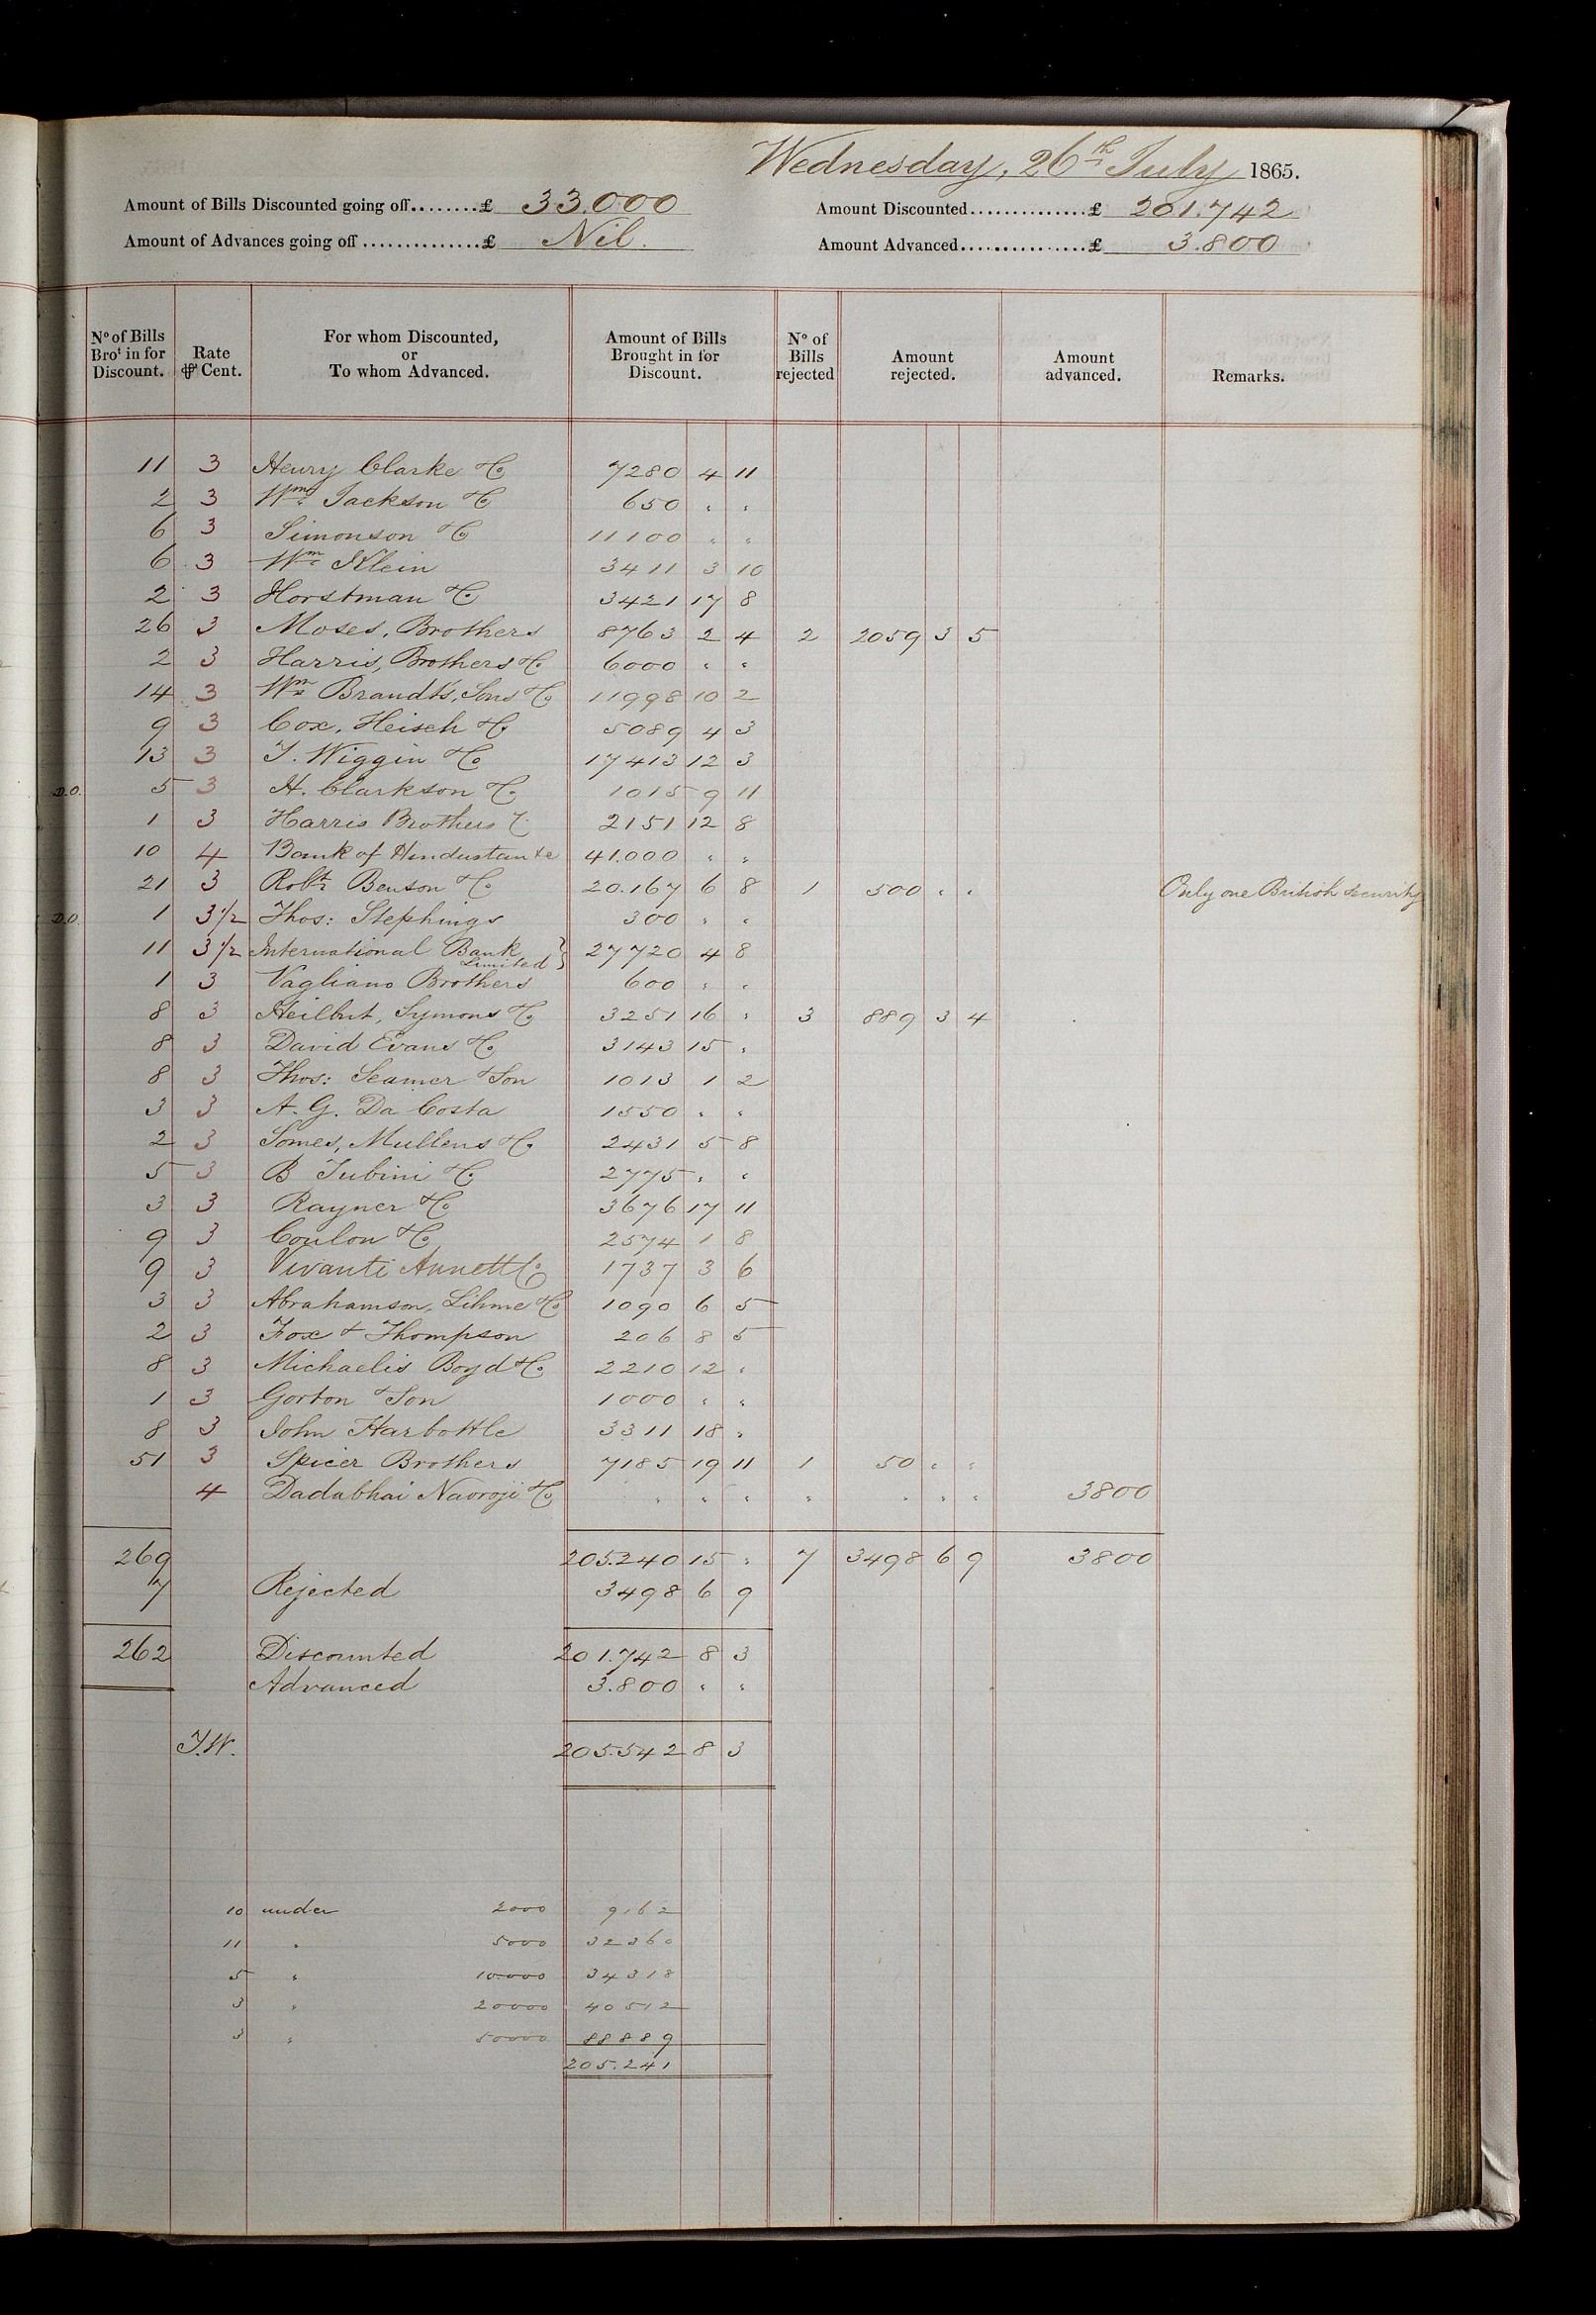 Wednesday, 26th July 1865.
Amount of Bills Discounted going off........£ 33.000 Amount Discounted..............£ 201.742
Amount of Advances going off..............£ Nil. Amount Advanced................£ 3.800
No of Bills Brot in for Discount. Rate ⅌ Cent. For whom Discounted, or To whom Advanced. Amount of Bills Brought in for Discount. No of Bills rejected Amount rejected. Amount advanced. Remarks.
11 3 Henry Clarke & Co 7280 4 11
2 3 Wm Jackson & Co 650 " "
6 3 Simonson & Co 11100 " "
6 3 Wm Klein 3411 3 10
2 3 Horstman & Co 3421 17 8
26 3 Moses, Brothers 8763 2 4 2 2059 3 5
2 3 Harris, Brothers & Co 6000 " "
14 3 Wm Brandt's, Sons & Co 11998 10 2
9 3 Cox, Heisch & Co 5089 4 3
13 3 T. Wiggin & Co 17413 12 3
D.O. 5 3 H. Clarkson & Co 1015 9 11
1 3 Harris Brothers & Co 2151 12 8
10 4 Bank of Hindustan &c 41.000 " "
21 3 Robt Benson & Co 20.167 6 8 1 500 " " Only one British security
D.O. 1 3 1/2 Thos: Stephings 300 " "
11 3 1/2 International Bank Limited } 27720 4 8
1 3 Vagliano Brothers 600 " "
8 3 Heilbut, Symons & Co 3251 16 " 3 889 3 4
8 3 David Evans & Co 3143 15 "
8 3 Thos: Seamer & Son 1013 1 2
3 3 A. G. Da Costa 1550 " "
2 3 Somes, Mullens & Co 2431 5 8
5 3 B Tubini & Co 2775 " "
3 3 Rayner & Co 3676 17 11
9 3 Coulon & Co 2574 1 8
9 3 Vivanti Annett & Co 1737 3 6
3 3 Abrahamson, Lihme & Co 1090 6 5
2 3 Fox & Thompson 206 8 5
8 3 Michaelis Boyd & Co 2210 12 "
1 3 Gorton & Son 1000 " "
8 3 John Harbottle 3311 18 "
51 3 Spicer Brothers 7185 19 11 1 50 " "
4 Dadabhai Naoroji & Co " " " " " " " 3800
269 205.240 15 " 7 3498 6 9 3800
7 Rejected 3498 6 9
262 Discounted 201.742 8 3
Advanced 3.800 " "
T.W. 205.542 8 3
10 under 2000 9162
11 " 5000 32360
5 " 10.000 34318
3 " 20000 40512
3 " 50000 88889
205.241